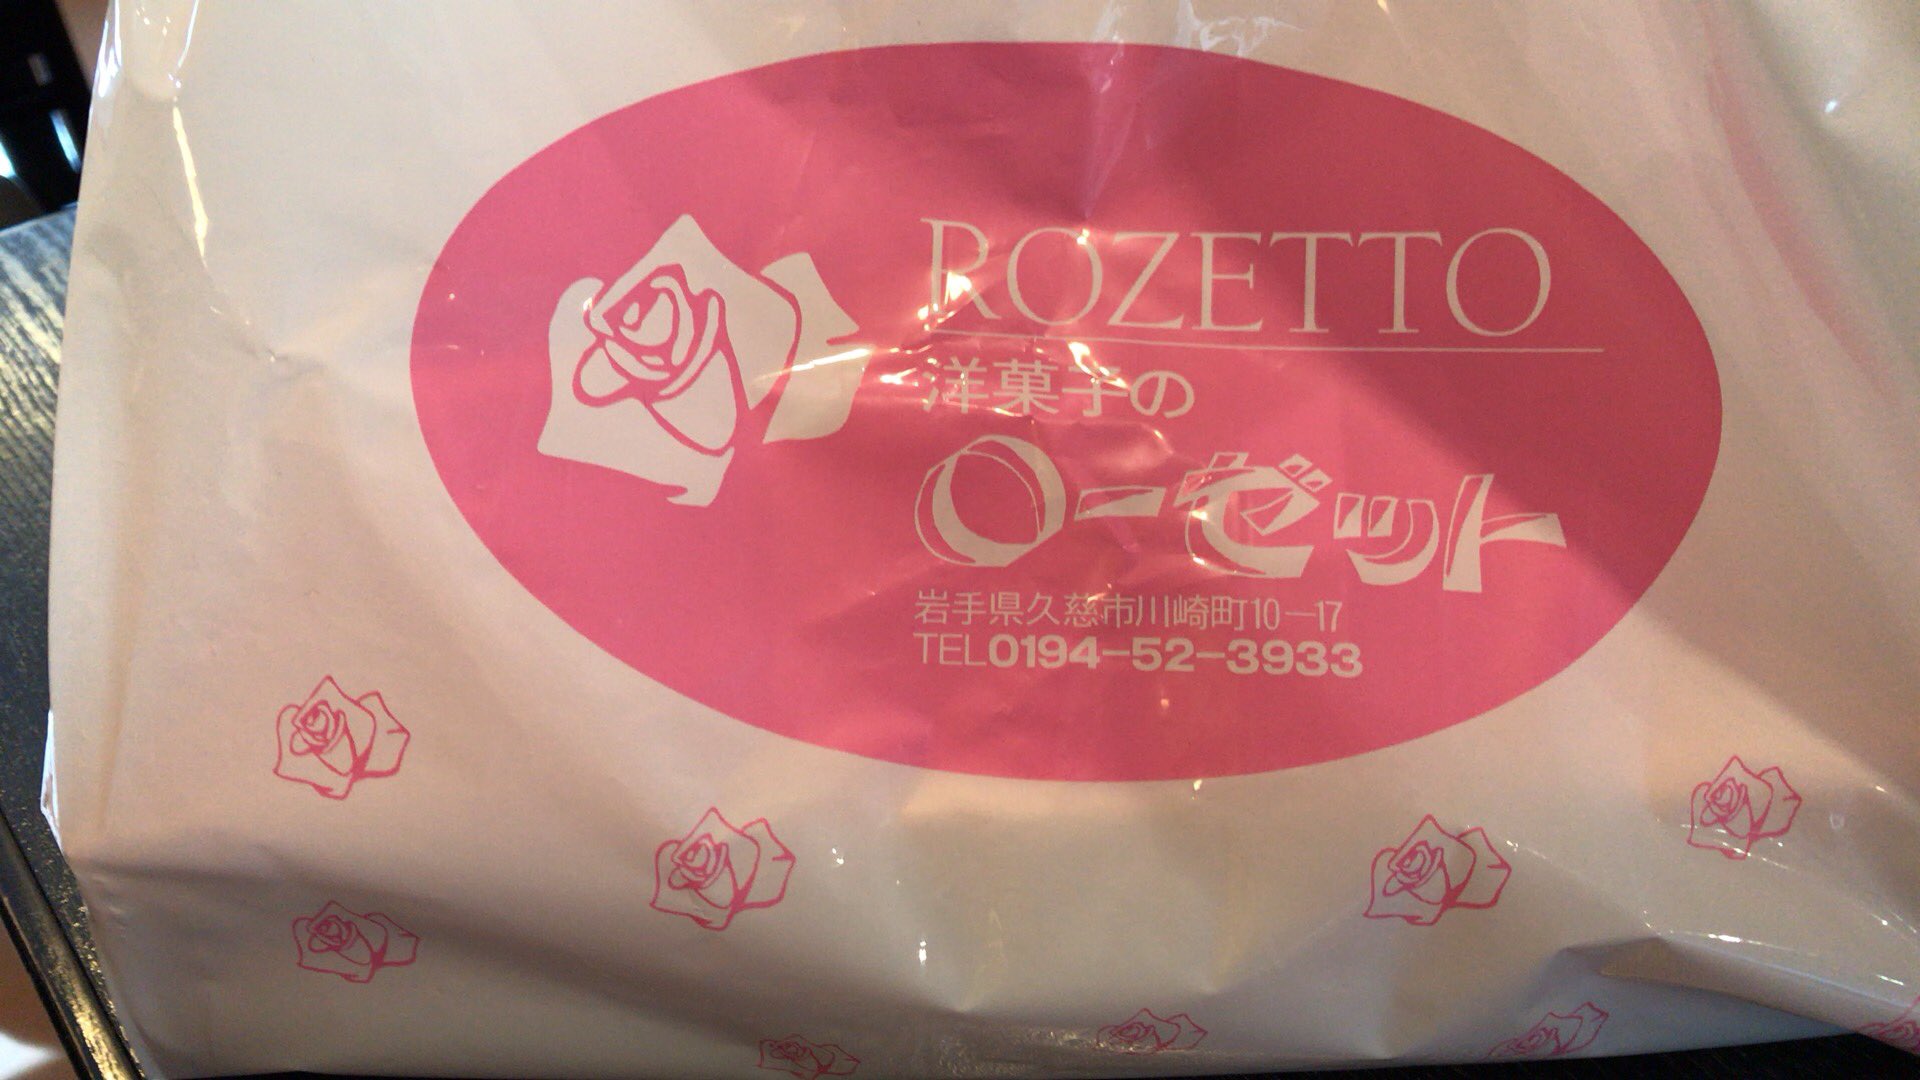 ROZETTO
洋菓子の
ローゼット
岩手県久慈市川崎町10−17
TEL0194−52−3933